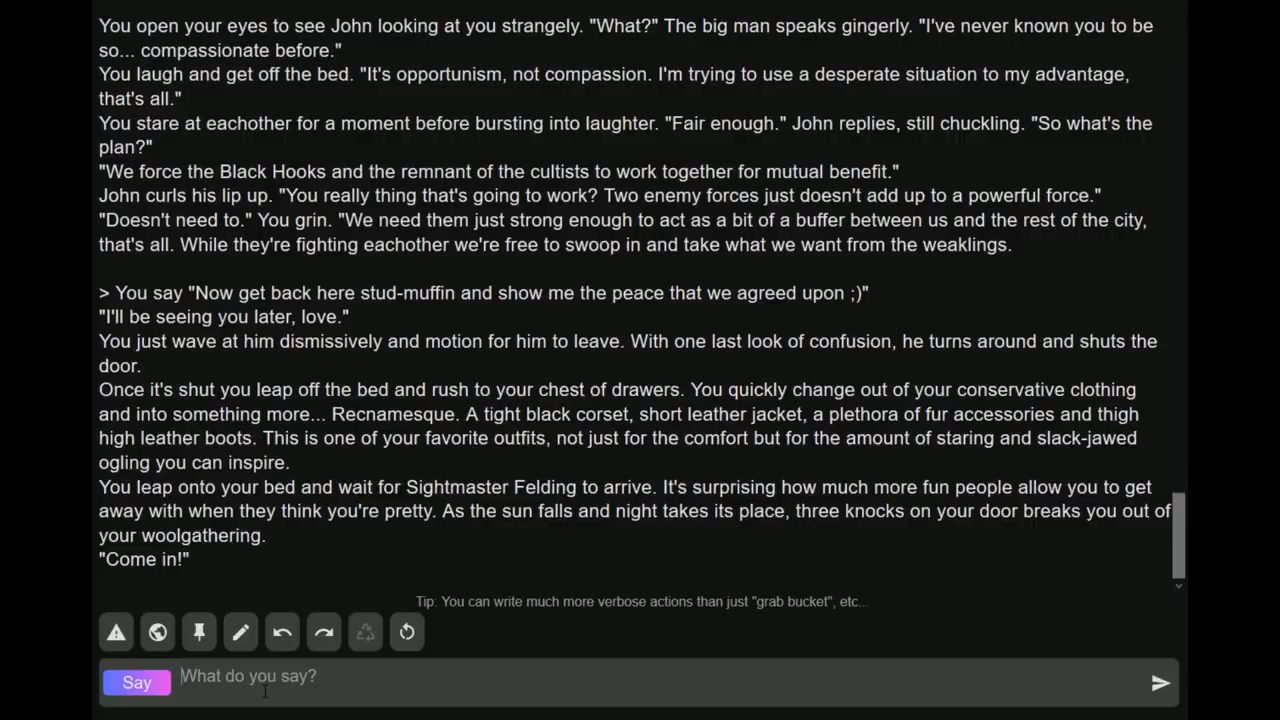 You open your eyes to see John looking at you strangely. "What?" The big man speaks gingerly. "I've never known you to be
so... compassionate before."
You laugh and get off the bed. "It's opportunism, not compassion. I'm trying to use a desperate situation to my advantage,
that's all."
You stare at eachother for a moment before bursting into laughter. "Fair enough." John replies, still chuckling. "So what's the
plan?"
"We force the Black Hooks and the remnant of the cultists to work together for mutual benefit."
John curls his lip up. "You really thing that's going to work? Two enemy forces just doesn't add up to a powerful force."
"Doesn't need to." You grin. "We need them just strong enough to act as a bit of a buffer between us and the rest of the city,
that's all. While they're fighting eachother we're free to swoop in and take what we want from the weaklings.
> You say "Now get back here stud-muffin and show me the peace that we agreed upon ;)"
"I'll be seeing you later, love."
You just wave at him dismissively and motion for him to leave. With one last look of confusion, he turns around and shuts the
door.
Once it's shut you leap off the bed and rush to your chest of drawers. You quickly change out of your conservative clothing
and into something more... Recnamesque. A tight black corset, short leather jacket, a plethora of fur accessories and thigh
high leather boots. This is one of your favorite outfits, not just for the comfort but for the amount of staring and slack-jawed
ogling you can inspire.
You leap onto your bed and wait for Sightmaster Felding to arrive. It's surprising how much more fun people allow you to get
away with when they think you're pretty. As the sun falls and night takes its place, three knocks on your door breaks you out of
your woolgathering.
"Come in!"
Tip: You can write much more verbose actions than just "grab bucket", etc...
Say What do you say?